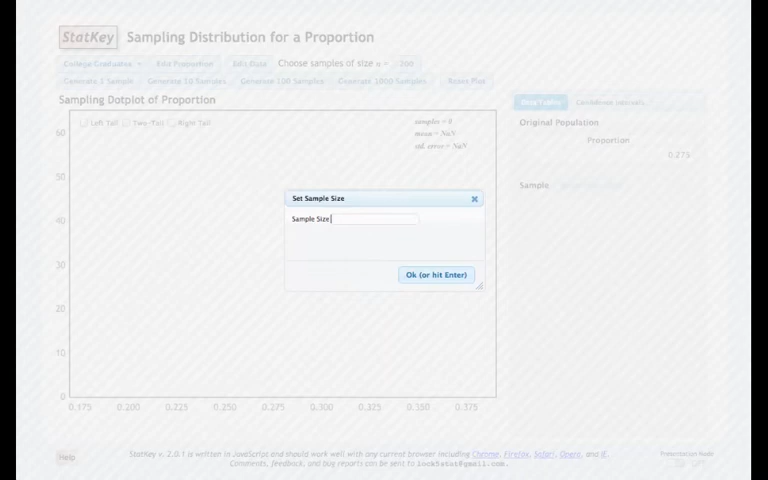 StatKey Sampling Distribution for a Proportion
College Graduates Edit Proportion Edit Data Choose samples of size n = 200
Generate 1 Sample Generate 10 Samples Generate 100 Samples Generate 1000 Samples Reset Plot
Sampling Dotplot of Proportion
Data Tables Confidence Intervals
Left Tail Two-Tail Right Tail
samples = 0
mean = NaN
std. error = NaN
Original Population
Proportion
0.275
Sample
60
50
40
30
20
10
0
0.175 0.200 0.225 0.250 0.275 0.300 0.325 0.350 0.375
Set Sample Size
Sample Size
Ok (or hit Enter)
Help
StatKey v. 2.0.1 is written in JavaScript and should work well with any current browser including Chrome, Firefox, Safari, Opera, and IE.
Comments, feedback, and bug reports can be sent to lock5stat@gmail.com.
Presentation Mode
OFF